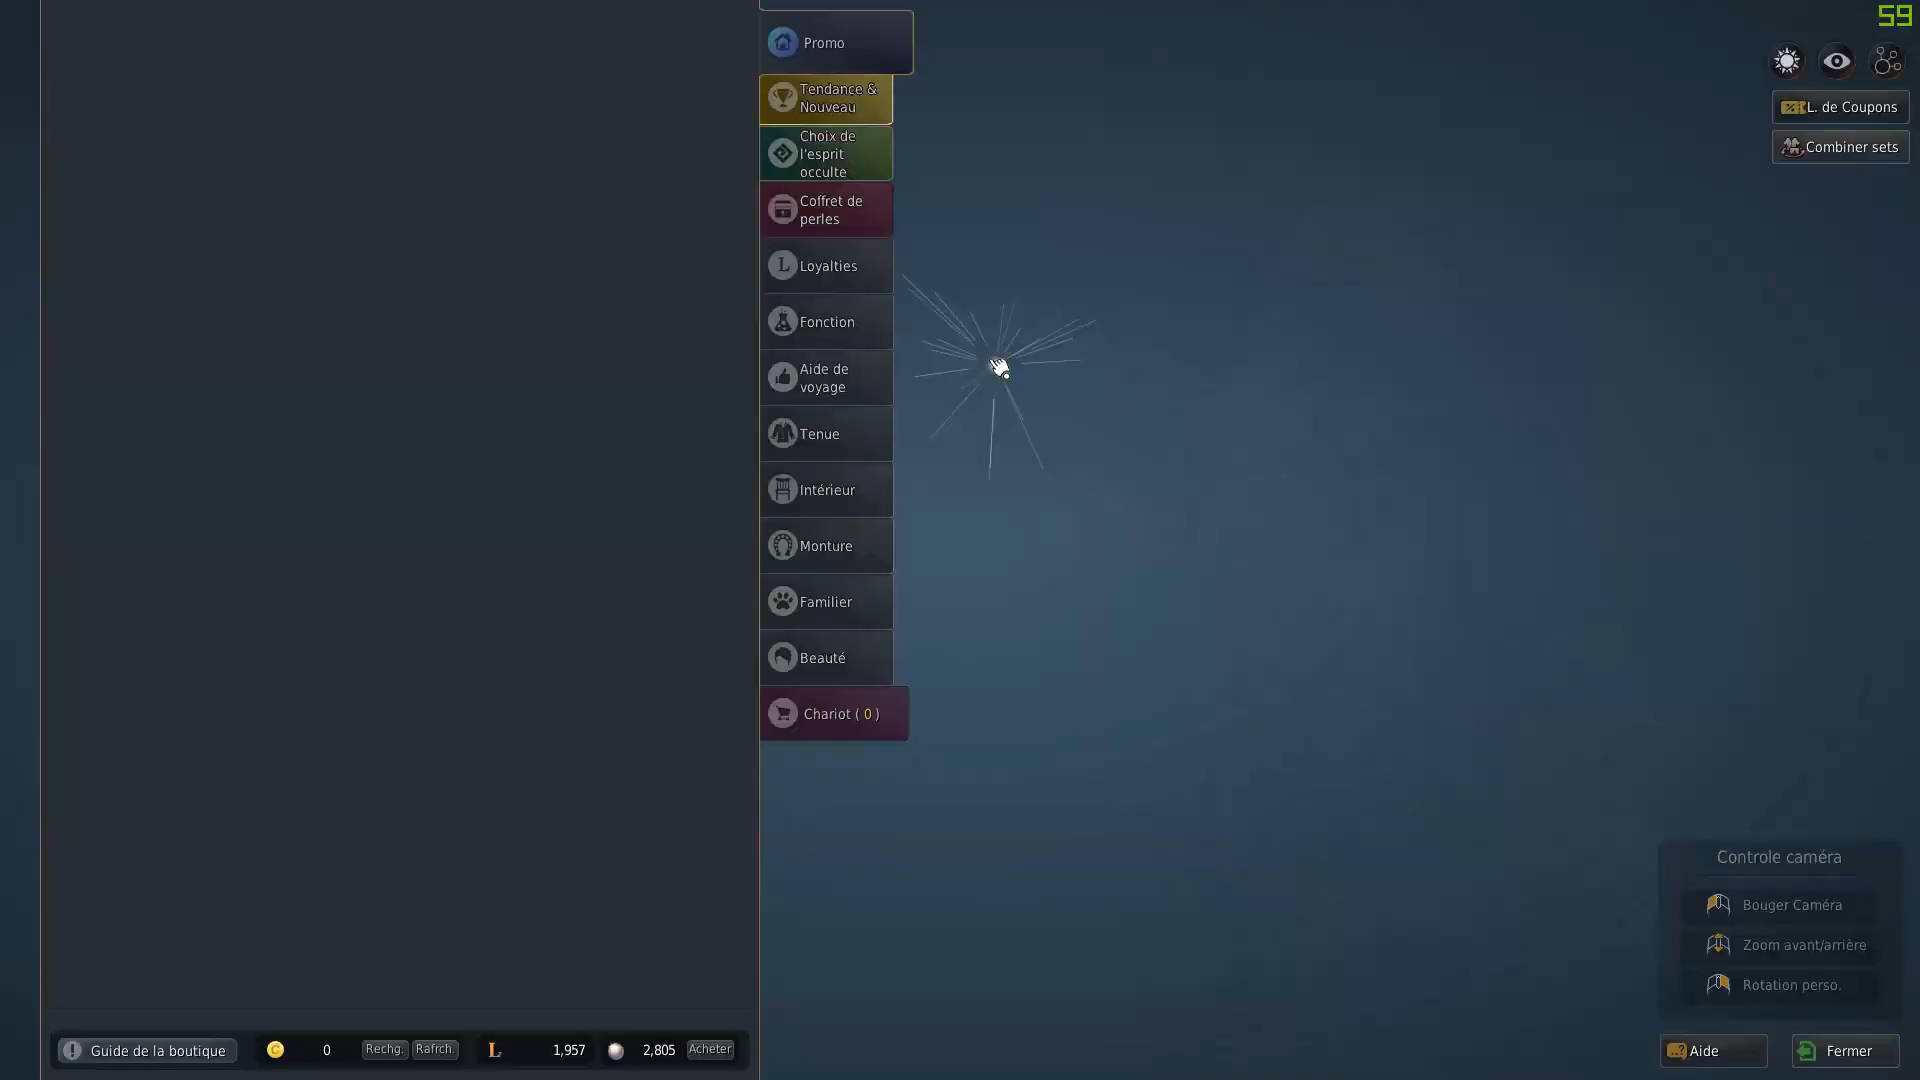 59
Promo
Tendance &
Nouveau
Choix de
l'esprit
occulte
Coffret de
perles
L Loyalties
Fonction
Aide de
voyage
Tenue
Intérieur
Monture
Familier
Beauté
Chariot ( 0 )
L. de Coupons
Combiner sets
Controle caméra
Bouger Caméra
Zoom avant/arrière
Rotation perso.
Guide de la boutique C 0 Rechg. Rafrch. L 1,957 2,805 Acheter
Aide Fermer